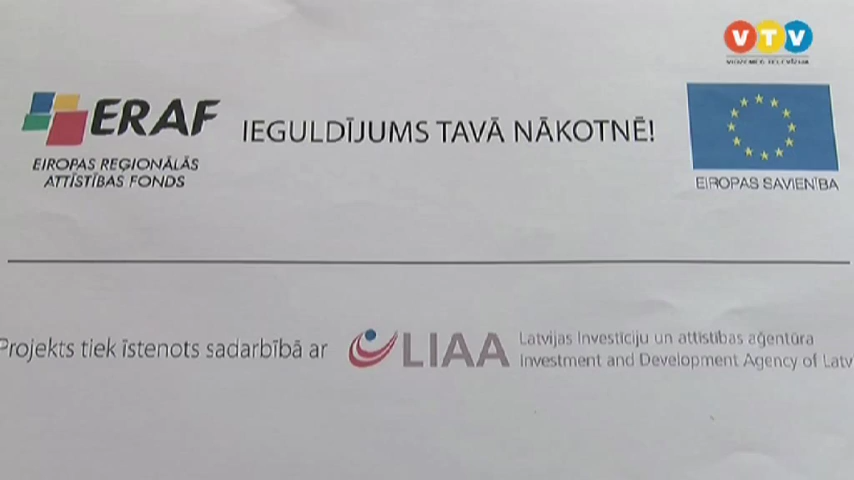 VTV
ERAF
EIROPAS REĢIONĀLĀS
ATTĪSTĪBAS FONDS
IEGULDĪJUMS TAVĀ NĀKOTNĒ!
EIROPAS SAVIENĪBA
Projekts tiek īstenots sadarbībā ar
LIAA
Latvijas Investīciju un attīstības aģentūra
Investment and Development Agency of Latv